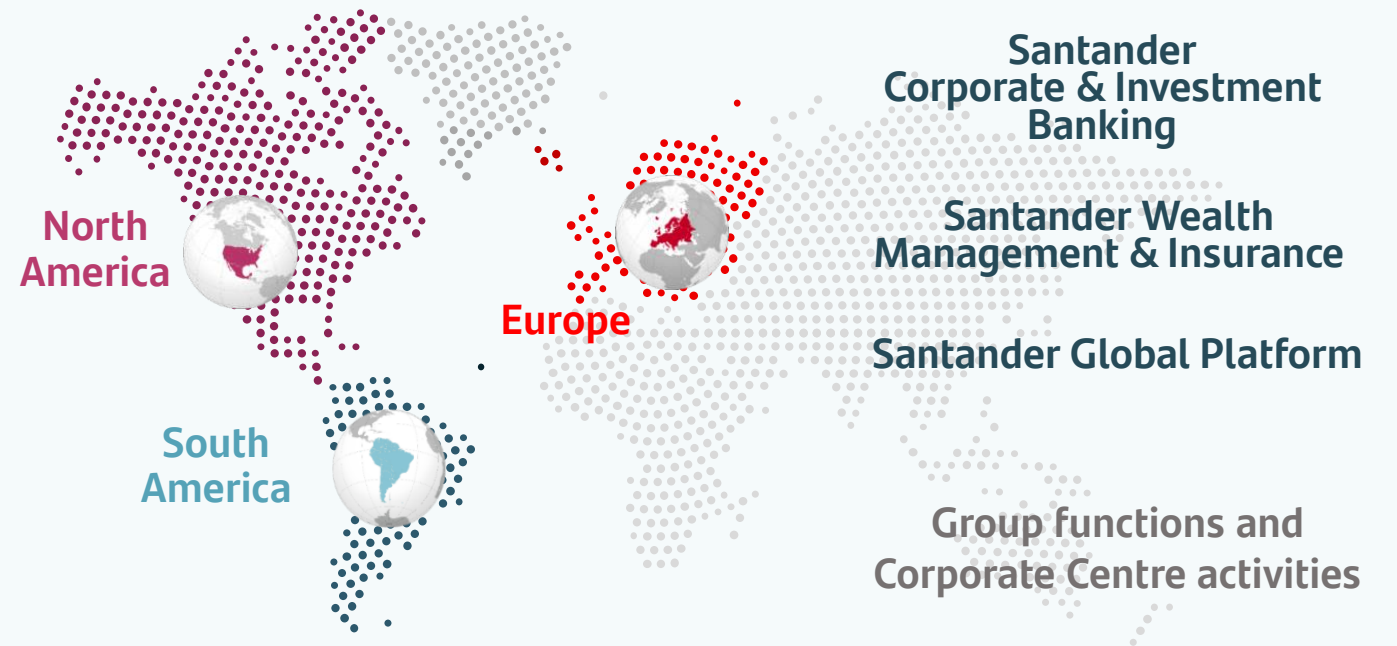 North
America
Europe
South
America
Santander
Corporate & Investment
Banking
Santander Wealth
Management & Insurance
Santander Global Platform
Group functions and
Corporate Centre activities